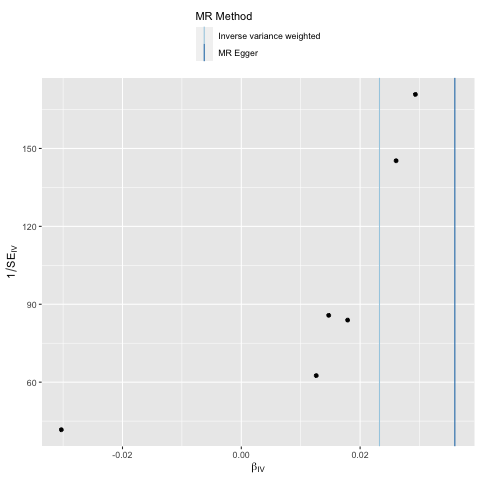 MR Method
Inverse variance weighted
MR Egger
150
120
90
60
1/SE_IV
-0.02 0.00 0.02
β_IV